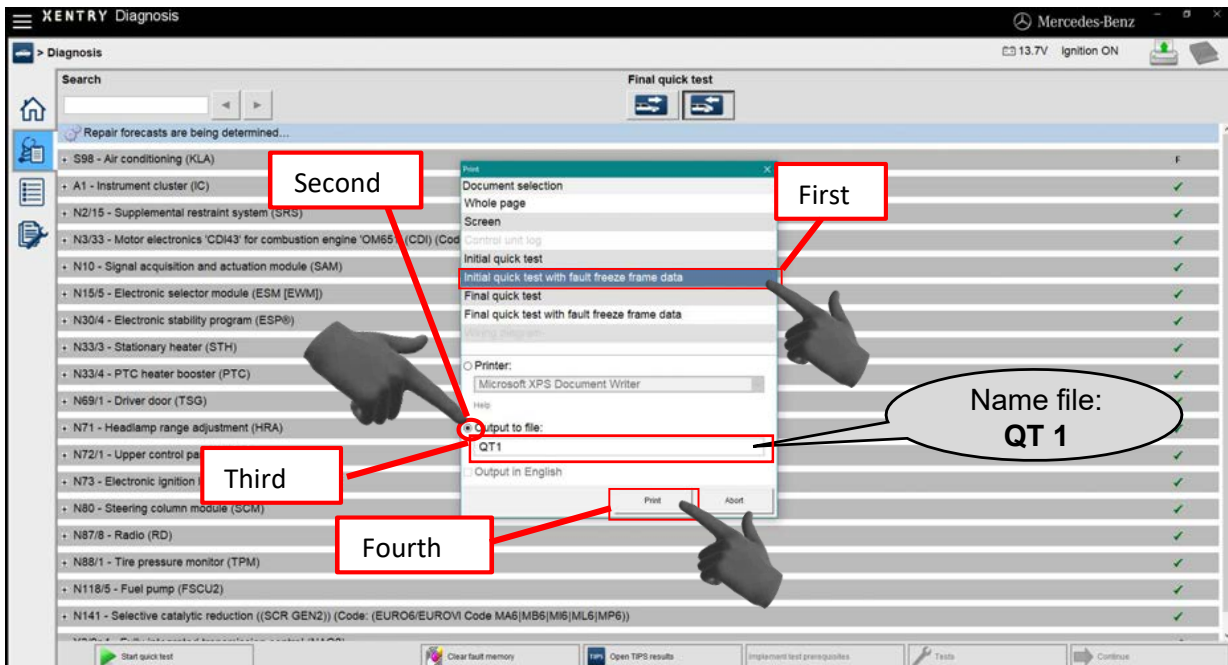 XENTRY Diagnosis
Mercedes-Benz
> Diagnosis
13.7V Ignition ON
Search
Final quick test
Repair forecasts are being determined...
+ S98 - Air conditioning (KLA) F
+ A1 - Instrument cluster (IC)
+ N2/15 - Supplemental restraint system (SRS)
+ N3/33 - Motor electronics 'CDI43' for combustion engine 'OM651' (CDI) (Cod
+ N10 - Signal acquisition and actuation module (SAM)
+ N15/5 - Electronic selector module (ESM [EWM])
+ N30/4 - Electronic stability program (ESP®)
+ N33/3 - Stationary heater (STH)
+ N33/4 - PTC heater booster (PTC)
+ N69/1 - Driver door (TSG)
+ N71 - Headlamp range adjustment (HRA)
+ N72/1 - Upper control pa
+ N73 - Electronic ignition
+ N80 - Steering column module (SCM)
+ N87/8 - Radio (RD)
+ N88/1 - Tire pressure monitor (TPM)
+ N118/5 - Fuel pump (FSCU2)
+ N141 - Selective catalytic reduction ((SCR GEN2)) (Code: (EURO6/EUROVI Code MA6|MB6|MI6|ML6|MP6))
Print
Document selection
Whole page
Screen
Control unit log
Initial quick test
Initial quick test with fault freeze frame data
Final quick test
Final quick test with fault freeze frame data
Wiring diagram
Printer:
Microsoft XPS Document Writer
Help
Output to file:
QT1
Output in English
Print Abort
First
Second
Third
Fourth
Name file:
QT 1
Start quick test
Clear fault memory
TIPS Open TIPS results
Implement test prerequisites
Tests
Continue